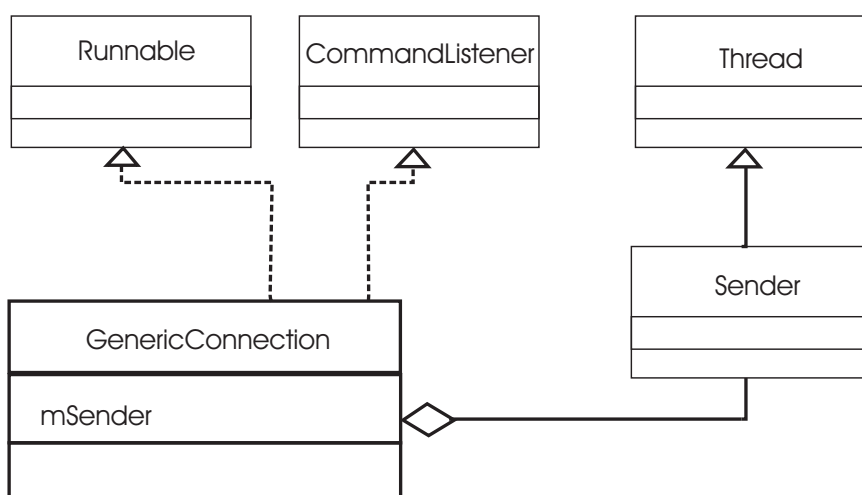 Runnable
CommandListener
Thread
Sender
GenericConnection
mSender